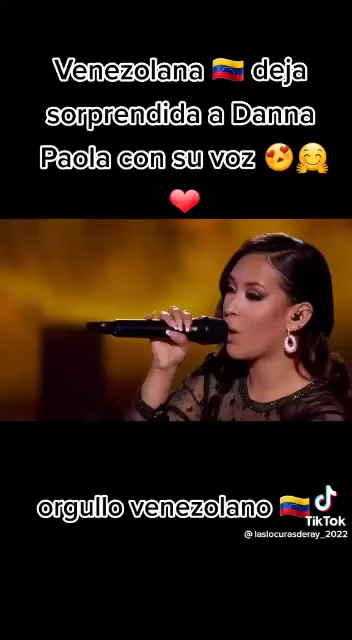 Venezolana 🇻🇪 deja
sorprendida a Danna
Paola con su voz 😍🤗
❤️
orgullo venezolano 🇻🇪
TikTok
@laslocurasderay_2022